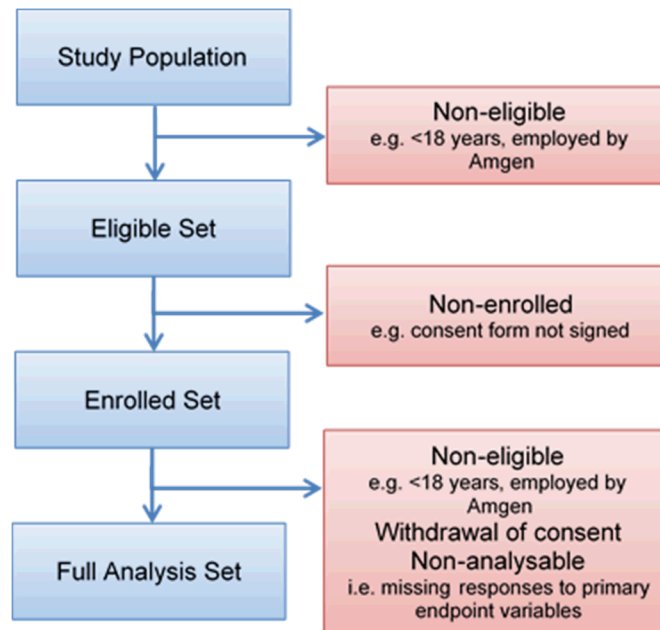 Study Population
Non-eligible
e.g. <18 years, employed by
Amgen
Eligible Set
Non-enrolled
e.g. consent form not signed
Enrolled Set
Non-eligible
e.g. <18 years, employed by
Amgen
Withdrawal of consent
Non-analysable
i.e. missing responses to primary
endpoint variables
Full Analysis Set